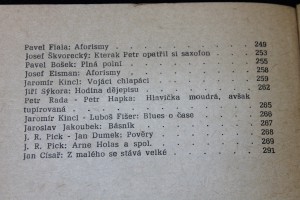 Pavel Fiala: Aforismy . . . . . . . . . 249
Josef Škvorecký: Kterak Petr opatřil si saxofon . 253
Pavel Bošek: Plná polní . . . . . . . . 255
Josef Eisman: Aforismy . . . . . . . . 258
Jaromír Kincl: Vojáci chlapáci . . . . . . 259
Jiří Sýkora: Hodina dějepisu . . . . . . 262
Petr Rada - Petr Hapka: Hlavička moudrá, avšak
tupírovaná . . . . . . . . . . 265
Jaromír Kincl - Luboš Fišer: Blues o čase . . . 266
Jaroslav Jakoubek: Básník . . . . . . . 267
J. R. Pick - Jan Dumek: Pověry . . . . . 268
J. R. Pick: Arne Holas a spol. . . . . . . 269
Jan Císař: Z malého se stává velké . . . . . 291